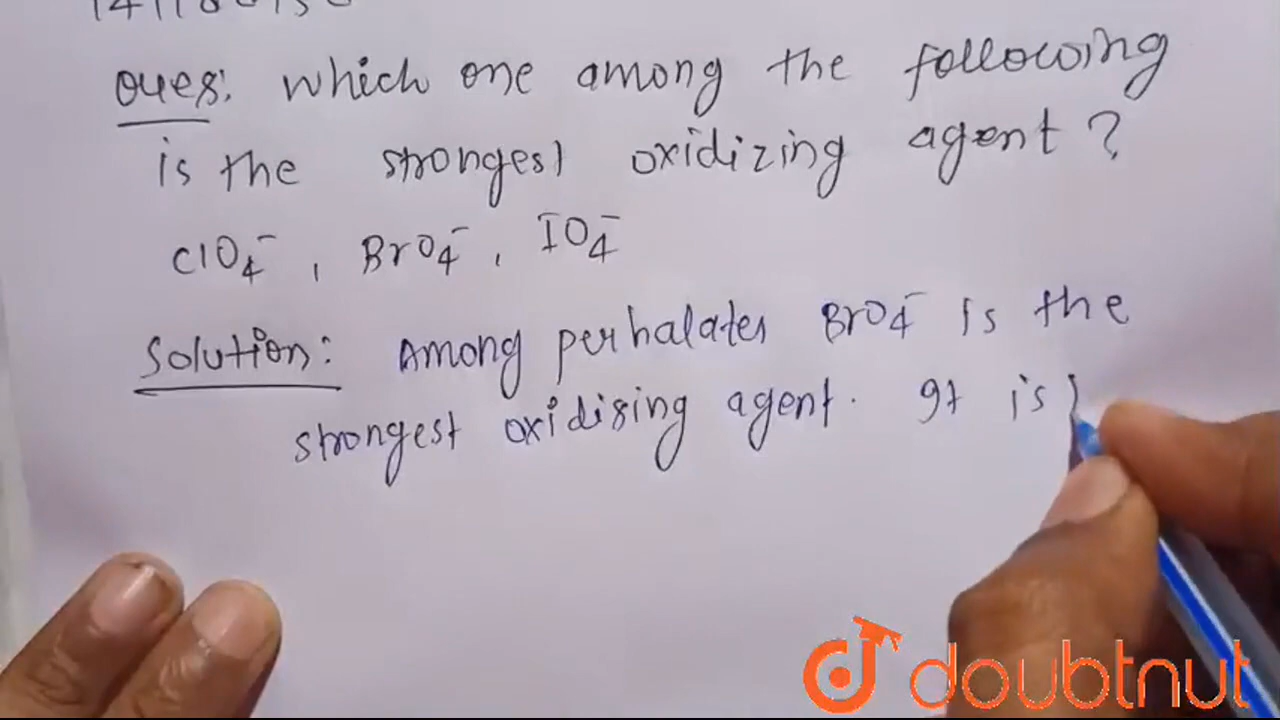 Ques: which one among the following
is the strongest oxidizing agent?
ClO4⁻, BrO4⁻, IO4⁻
Solution: Among perhalates BrO4⁻ is the
strongest oxidising agent. It is
doubtnut